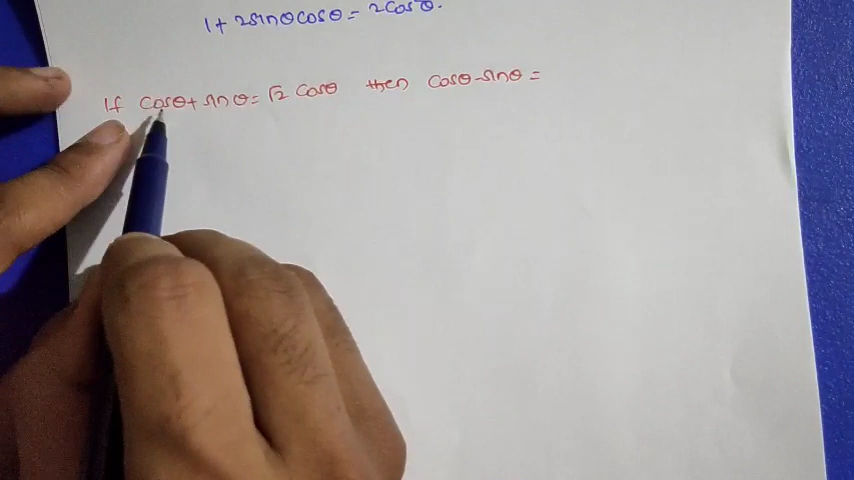 1 + 2sinθcosθ = 2cos²θ.
If cosθ + sinθ = √2 cosθ then cosθ - sinθ =